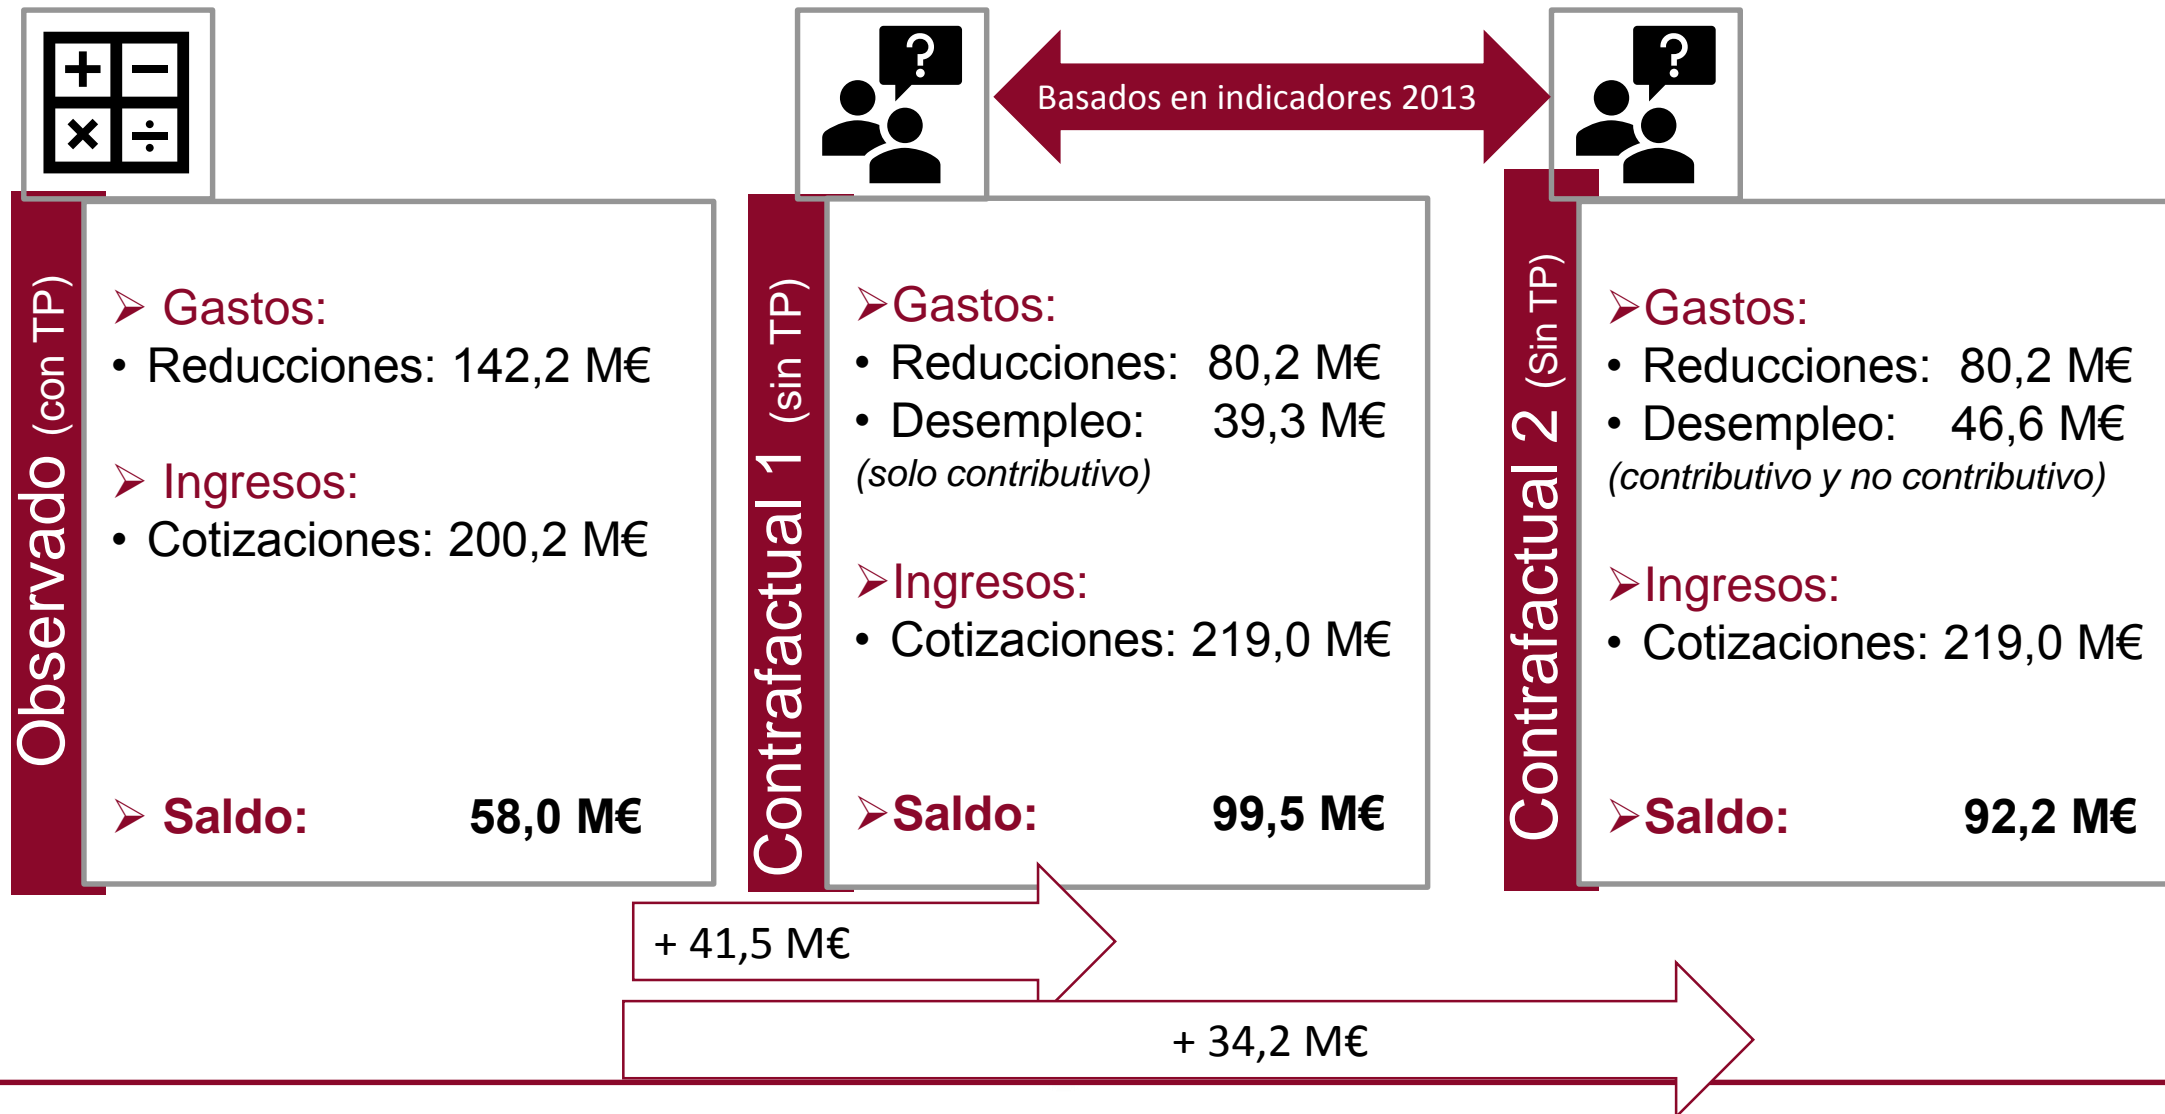 Basados en indicadores 2013
Observado (con TP)
➢ Gastos:
• Reducciones: 142,2 M€
➢ Ingresos:
• Cotizaciones: 200,2 M€
➢ Saldo: 58,0 M€
Contrafactual 1 (sin TP)
➢Gastos:
• Reducciones: 80,2 M€
• Desempleo: 39,3 M€
(solo contributivo)
➢Ingresos:
• Cotizaciones: 219,0 M€
➢Saldo: 99,5 M€
Contrafactual 2 (Sin TP)
➢Gastos:
• Reducciones: 80,2 M€
• Desempleo: 46,6 M€
(contributivo y no contributivo)
➢Ingresos:
• Cotizaciones: 219,0 M€
➢Saldo: 92,2 M€
+ 41,5 M€
+ 34,2 M€